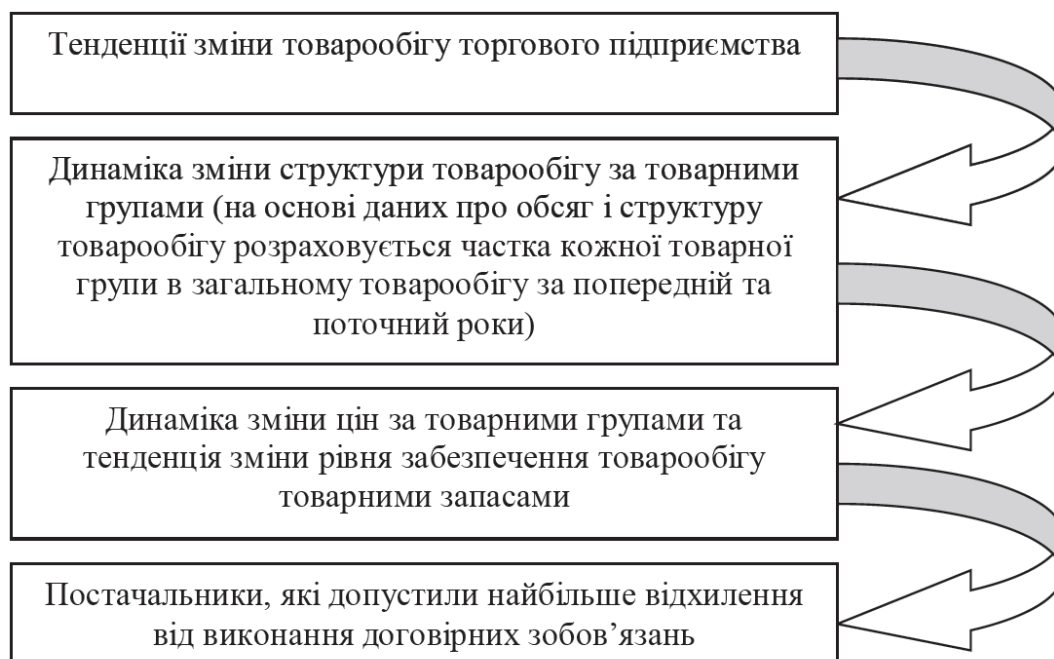 Тенденції зміни товарообігу торгового підприємства
Динаміка зміни структури товарообігу за товарними
групами (на основі даних про обсяг і структуру
товарообігу розраховується частка кожної товарної
групи в загальному товарообігу за попередній та
поточний роки)
Динаміка зміни цін за товарними групами та
тенденція зміни рівня забезпечення товарообігу
товарними запасами
Постачальники, які допустили найбільше відхилення
від виконання договірних зобов’язань